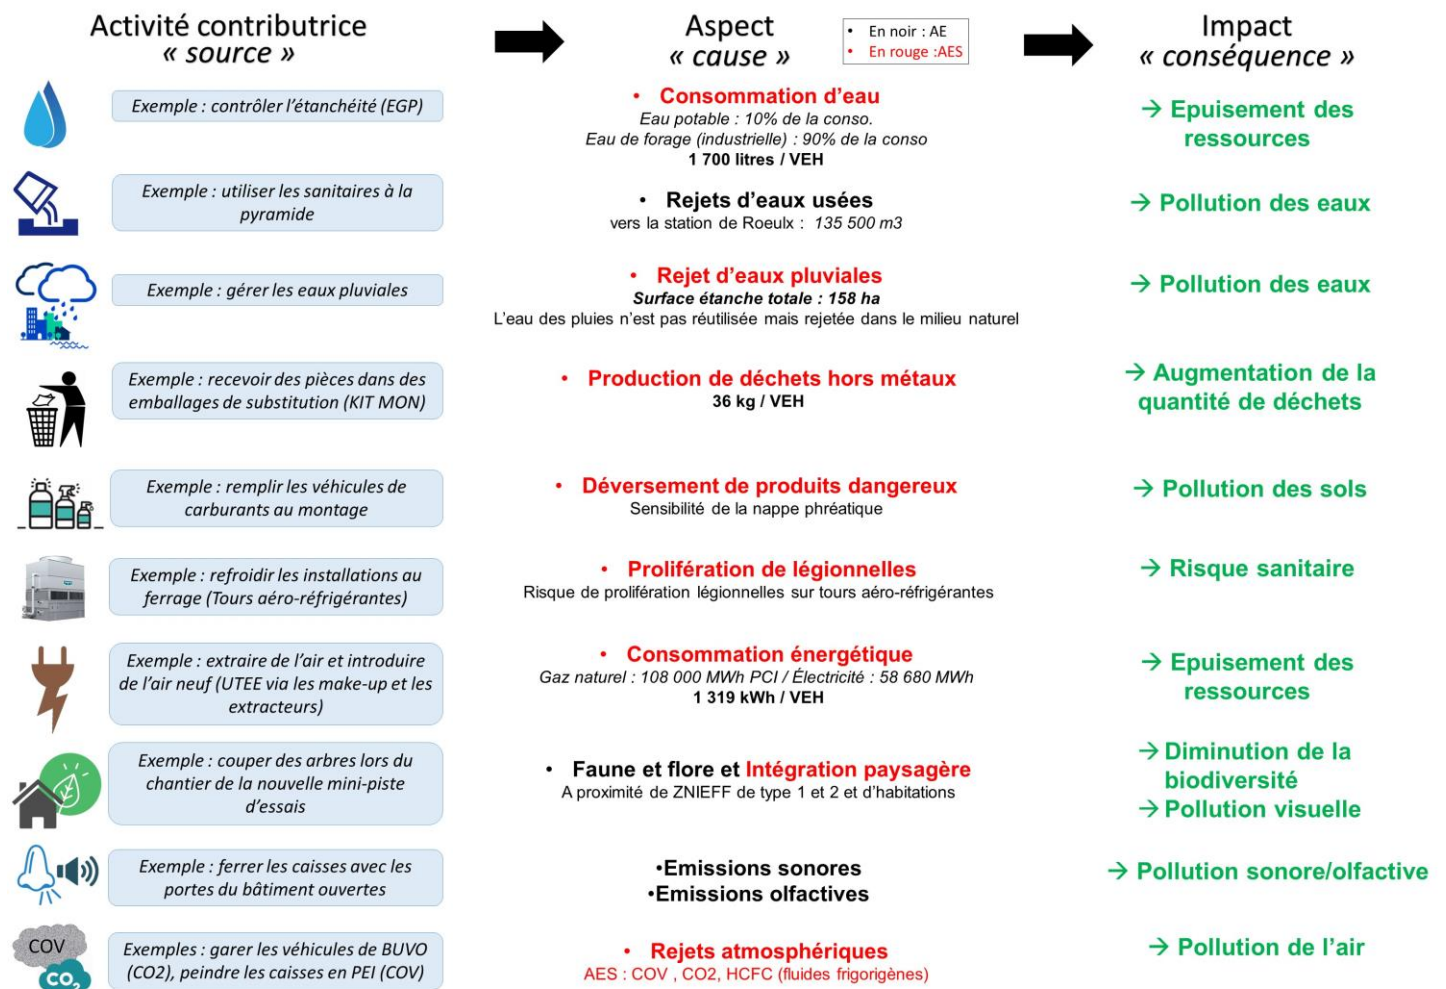 Activité contributrice
« source »
Aspect
« cause »
• En noir : AE
• En rouge :AES
Impact
« conséquence »
Exemple : contrôler l’étanchéité (EGP)
• Consommation d’eau
Eau potable : 10% de la conso.
Eau de forage (industrielle) : 90% de la conso
1 700 litres / VEH
→ Epuisement des
ressources
Exemple : utiliser les sanitaires à la
pyramide
• Rejets d’eaux usées
vers la station de Roeulx : 135 500 m3
→ Pollution des eaux
Exemple : gérer les eaux pluviales
• Rejet d’eaux pluviales
Surface étanche totale : 158 ha
L’eau des pluies n’est pas réutilisée mais rejetée dans le milieu naturel
→ Pollution des eaux
Exemple : recevoir des pièces dans des
emballages de substitution (KIT MON)
• Production de déchets hors métaux
36 kg / VEH
→ Augmentation de la
quantité de déchets
Exemple : remplir les véhicules de
carburants au montage
• Déversement de produits dangereux
Sensibilité de la nappe phréatique
→ Pollution des sols
Exemple : refroidir les installations au
ferrage (Tours aéro-réfrigérantes)
• Prolifération de légionnelles
Risque de prolifération légionnelles sur tours aéro-réfrigérantes
→ Risque sanitaire
Exemple : extraire de l’air et introduire
de l’air neuf (UTEE via les make-up et les
extracteurs)
• Consommation énergétique
Gaz naturel : 108 000 MWh PCI / Électricité : 58 680 MWh
1 319 kWh / VEH
→ Epuisement des
ressources
Exemple : couper des arbres lors du
chantier de la nouvelle mini-piste
d’essais
• Faune et flore et Intégration paysagère
A proximité de ZNIEFF de type 1 et 2 et d’habitations
→ Diminution de la
biodiversité
→ Pollution visuelle
Exemple : ferrer les caisses avec les
portes du bâtiment ouvertes
•Emissions sonores
•Emissions olfactives
→ Pollution sonore/olfactive
COV
CO2
Exemples : garer les véhicules de BUVO
(CO2), peindre les caisses en PEI (COV)
• Rejets atmosphériques
AES : COV , CO2, HCFC (fluides frigorigènes)
→ Pollution de l’air